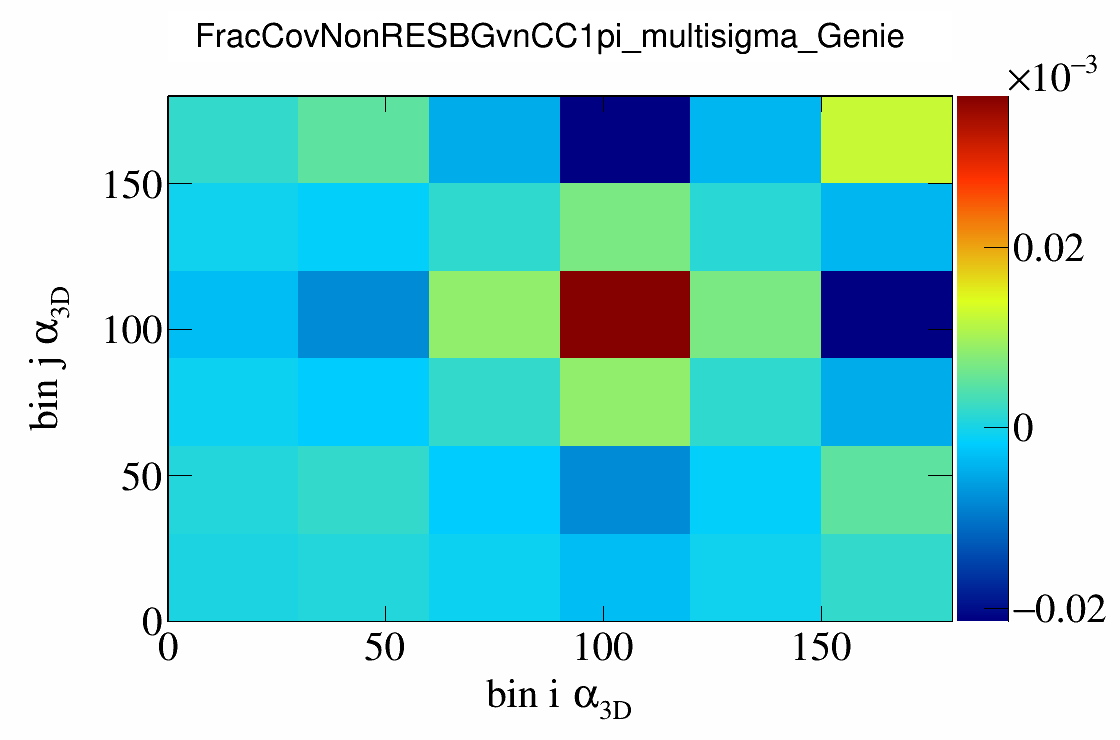 FracCovNonRESBGvnCC1pi_multisigma_Genie
×10⁻³
150
100
50
0
0.02
0
−0.02
0 50 100 150
bin j α₃D
bin i α₃D